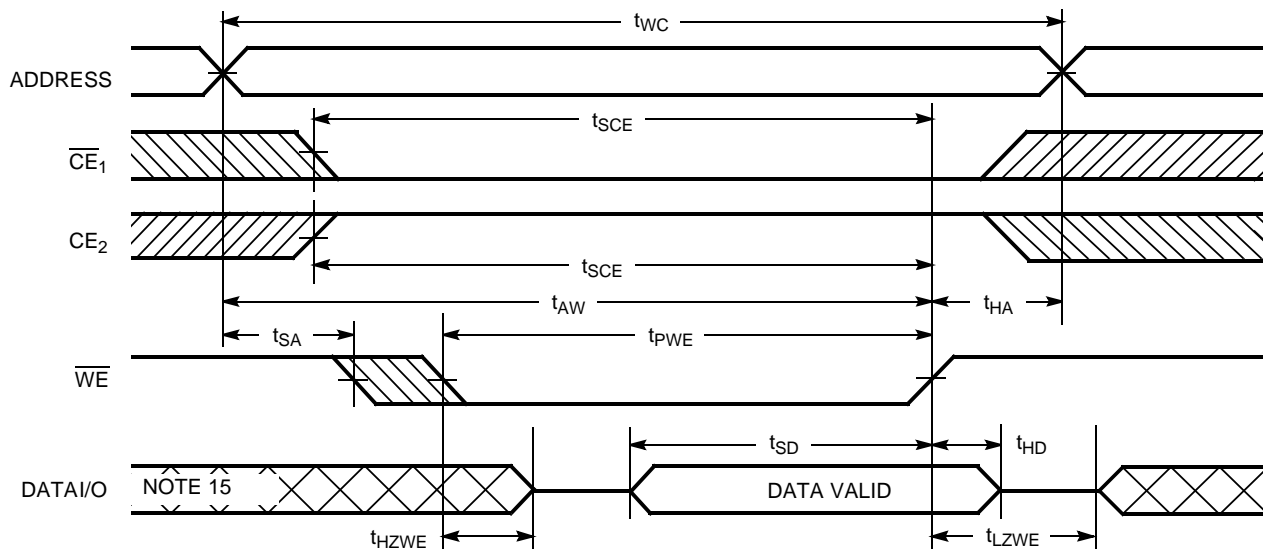 tWC
ADDRESS
tSCE
CE1
CE2
tSCE
tAW
tHA
tSA
tPWE
WE
tSD
tHD
DATAI/O
NOTE 15
DATA VALID
tHZWE
tLZWE